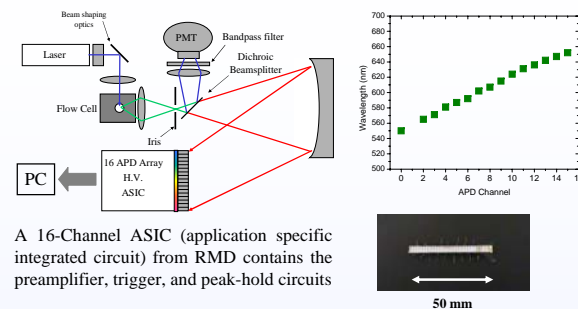 Beam shaping
optics
Laser
PMT
Bandpass filter
Dichroic
Beamsplitter
Flow Cell
Iris
PC
16 APD Array
H.V.
ASIC
A 16-Channel ASIC (application specific
integrated circuit) from RMD contains the
preamplifier, trigger, and peak-hold circuits
Wavelength (nm)
700
680
660
640
620
600
580
560
540
520
500
0 2 4 6 8 10 12 14
APD Channel
50 mm